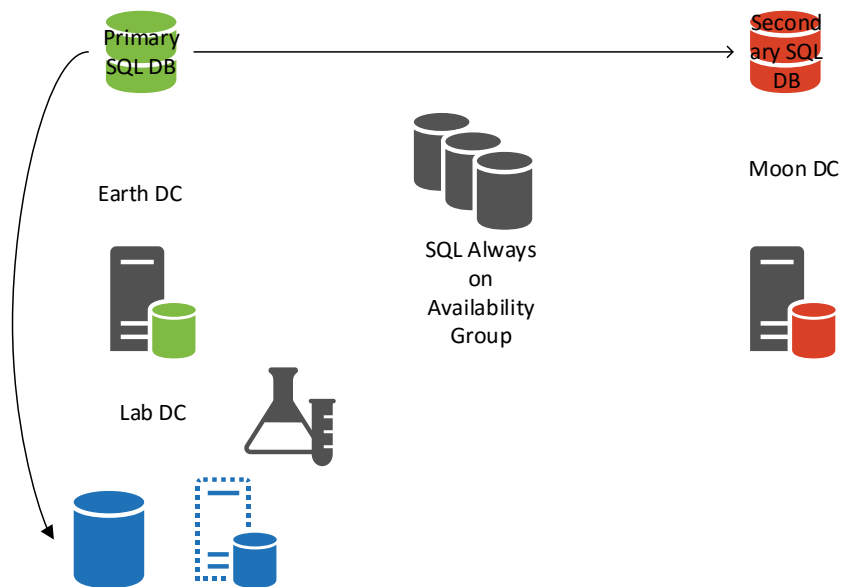 Primary
SQL DB
Second
ary SQL
DB
Earth DC
Moon DC
SQL Always
on
Availability
Group
Lab DC